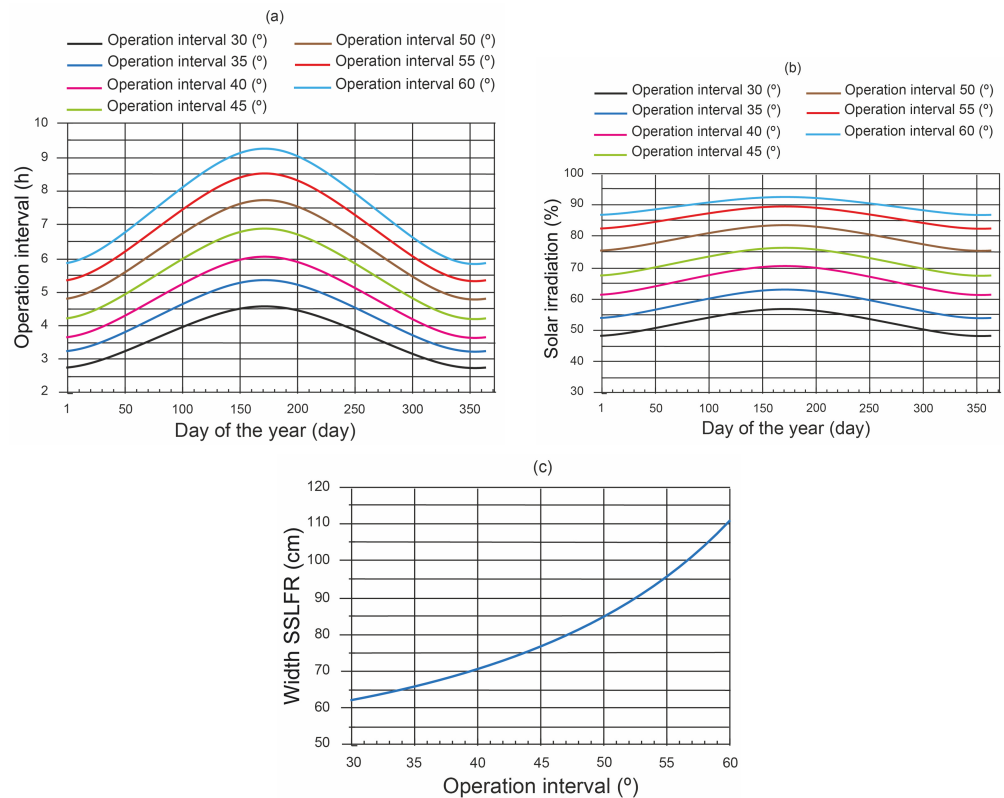 (a)
Operation interval 30 (º)
Operation interval 50 (º)
Operation interval 35 (º)
Operation interval 55 (º)
Operation interval 40 (º)
Operation interval 60 (º)
Operation interval 45 (º)
10
9
8
7
6
5
4
3
2
Operation interval (h)
1 50 100 150 200 250 300 350
Day of the year (day)
(b)
Operation interval 30 (º)
Operation interval 50 (º)
Operation interval 35 (º)
Operation interval 55 (º)
Operation interval 40 (º)
Operation interval 60 (º)
Operation interval 45 (º)
100
90
80
70
60
50
40
30
Solar irradiation (%)
1 50 100 150 200 250 300 350
Day of the year (day)
(c)
120
110
100
90
80
70
60
50
Width SSLFR (cm)
30 35 40 45 50 55 60
Operation interval (º)